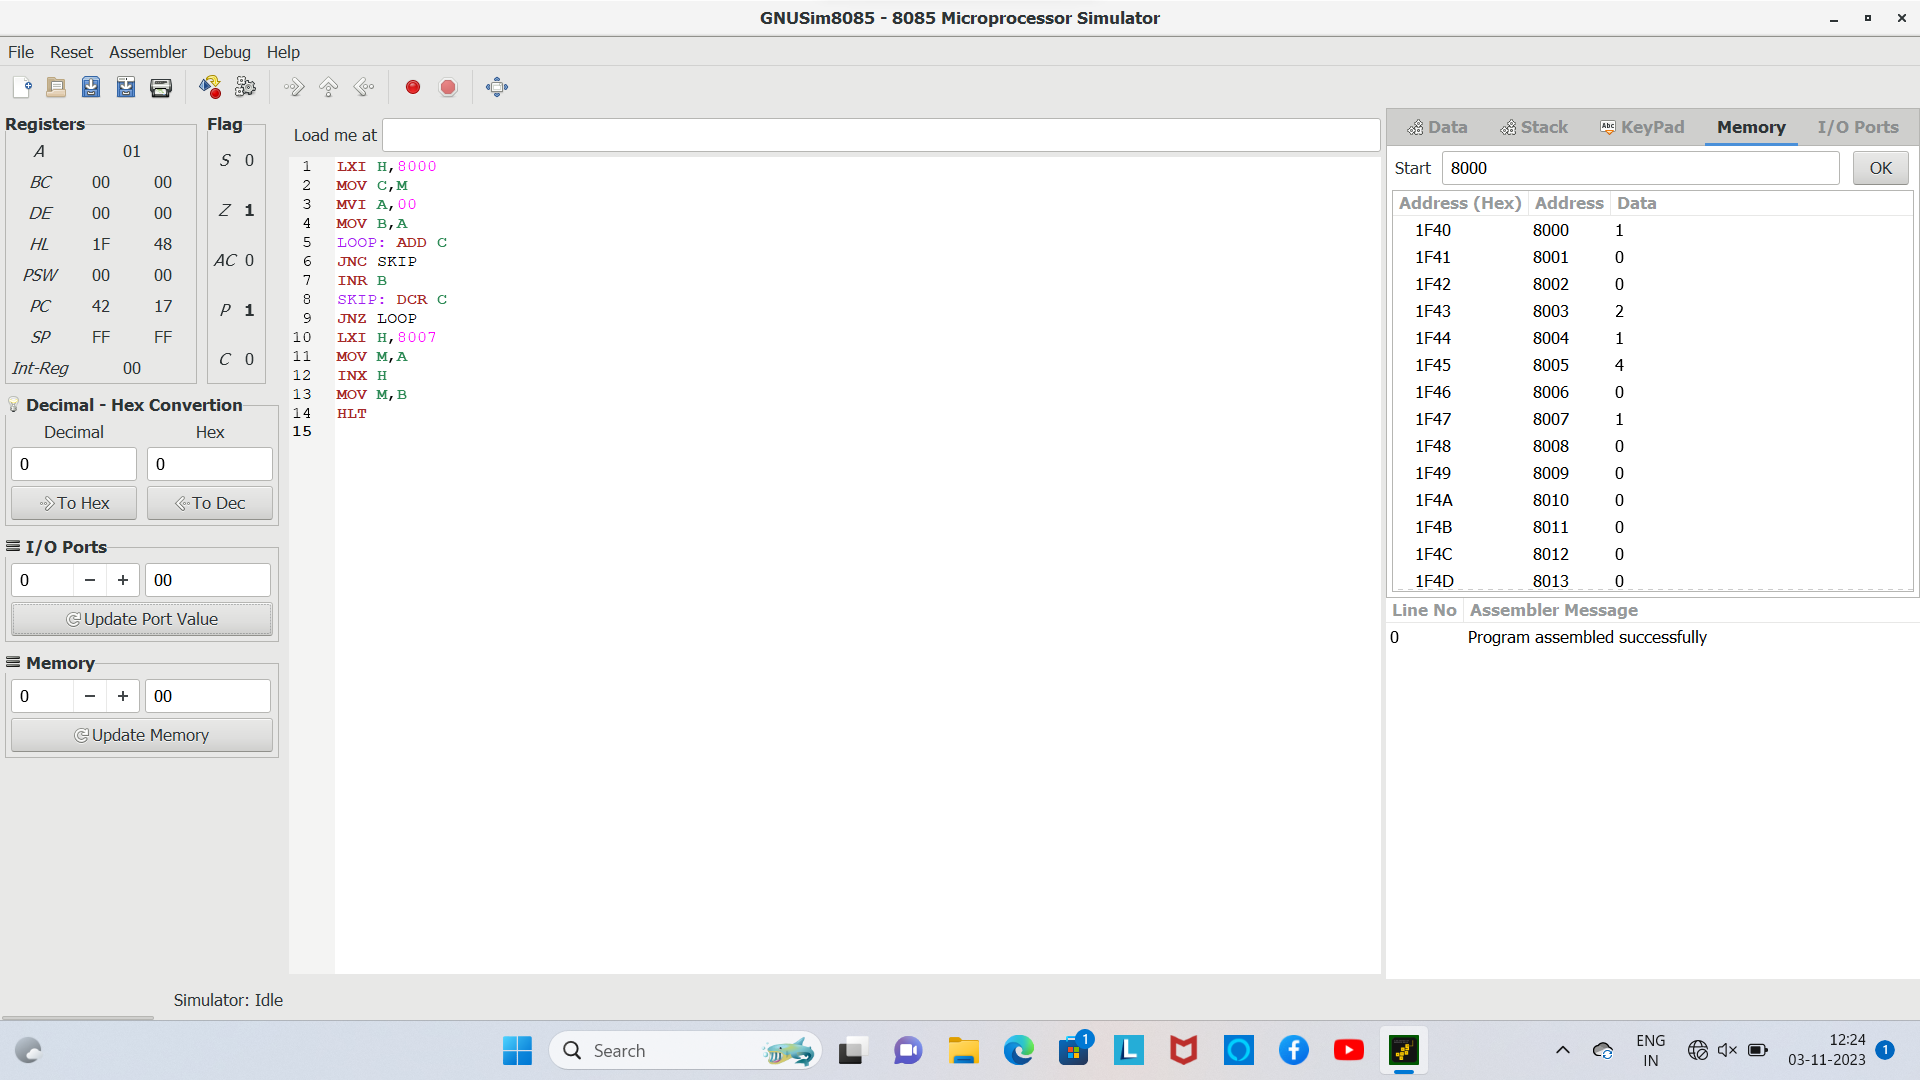 GNUSim8085 - 8085 Microprocessor Simulator
File Reset Assembler Debug Help
Registers
A 01
BC 00 00
DE 00 00
HL 1F 48
PSW 00 00
PC 42 17
SP FF FF
Int-Reg 00
Flag
S 0
Z 1
AC 0
P 1
C 0
Decimal - Hex Convertion
Decimal Hex
0 0
To Hex To Dec
I/O Ports
0 − + 00
Update Port Value
Memory
0 − + 00
Update Memory
Load me at
1 LXI H,8000
2 MOV C,M
3 MVI A,00
4 MOV B,A
5 LOOP: ADD C
6 JNC SKIP
7 INR B
8 SKIP: DCR C
9 JNZ LOOP
10 LXI H,8007
11 MOV M,A
12 INX H
13 MOV M,B
14 HLT
15
Data Stack Abc KeyPad Memory I/O Ports
Start 8000 OK
Address (Hex) Address Data
1F40 8000 1
1F41 8001 0
1F42 8002 0
1F43 8003 2
1F44 8004 1
1F45 8005 4
1F46 8006 0
1F47 8007 1
1F48 8008 0
1F49 8009 0
1F4A 8010 0
1F4B 8011 0
1F4C 8012 0
1F4D 8013 0
Line No Assembler Message
0 Program assembled successfully
Simulator: Idle
Search
1
L
ENG
IN
12:24
03-11-2023
1